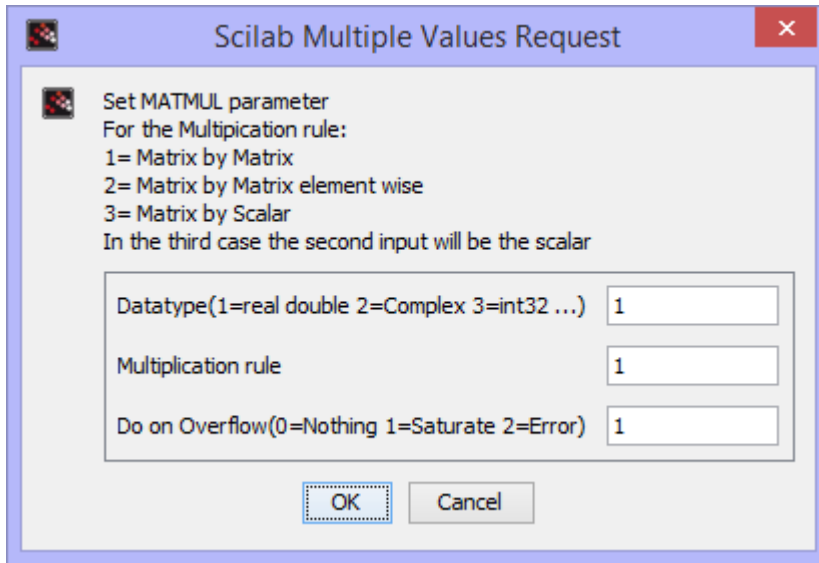 Scilab Multiple Values Request
Set MATMUL parameter
For the Multipication rule:
1= Matrix by Matrix
2= Matrix by Matrix element wise
3= Matrix by Scalar
In the third case the second input will be the scalar
Datatype(1=real double 2=Complex 3=int32 ...) 1
Multiplication rule 1
Do on Overflow(0=Nothing 1=Saturate 2=Error) 1
OK Cancel